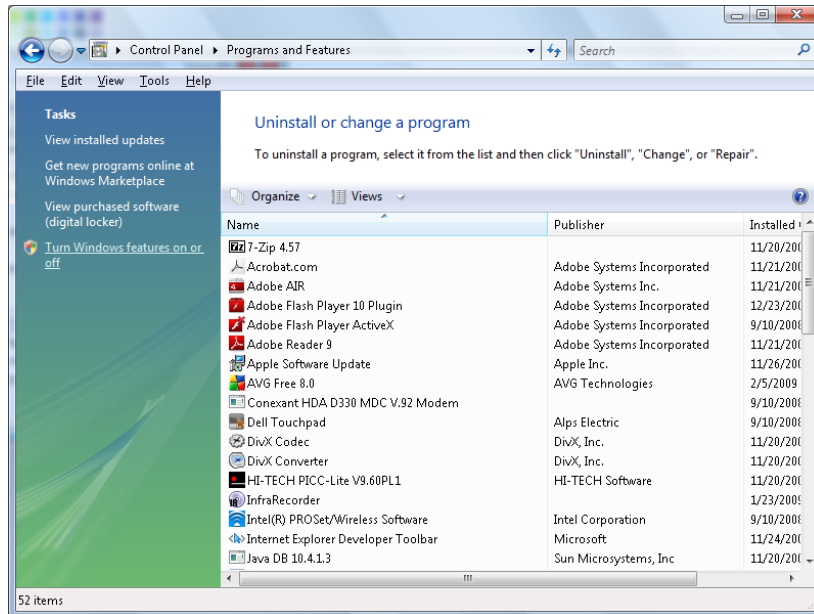 Control Panel Programs and Features Search
File Edit View Tools Help
Tasks
View installed updates
Get new programs online at
Windows Marketplace
View purchased software
(digital locker)
Turn Windows features on or
off
Uninstall or change a program
To uninstall a program, select it from the list and then click "Uninstall", "Change", or "Repair".
Organize Views
Name Publisher Installed
7-Zip 4.57 11/20/200
Acrobat.com Adobe Systems Incorporated 11/21/200
Adobe AIR Adobe Systems Inc. 11/21/200
Adobe Flash Player 10 Plugin Adobe Systems Incorporated 12/23/200
Adobe Flash Player ActiveX Adobe Systems Incorporated 9/10/2008
Adobe Reader 9 Adobe Systems Incorporated 11/21/200
Apple Software Update Apple Inc. 11/26/200
AVG Free 8.0 AVG Technologies 2/5/2009
Conexant HDA D330 MDC V.92 Modem 9/10/2008
Dell Touchpad Alps Electric 9/10/2008
DivX Codec DivX, Inc. 11/20/200
DivX Converter DivX, Inc. 11/20/200
HI-TECH PICC-Lite V9.60PL1 HI-TECH Software 11/20/200
InfraRecorder 1/23/2009
Intel(R) PROSet/Wireless Software Intel Corporation 9/10/2008
Internet Explorer Developer Toolbar Microsoft 11/24/200
Java DB 10.4.1.3 Sun Microsystems, Inc 11/20/200
52 items